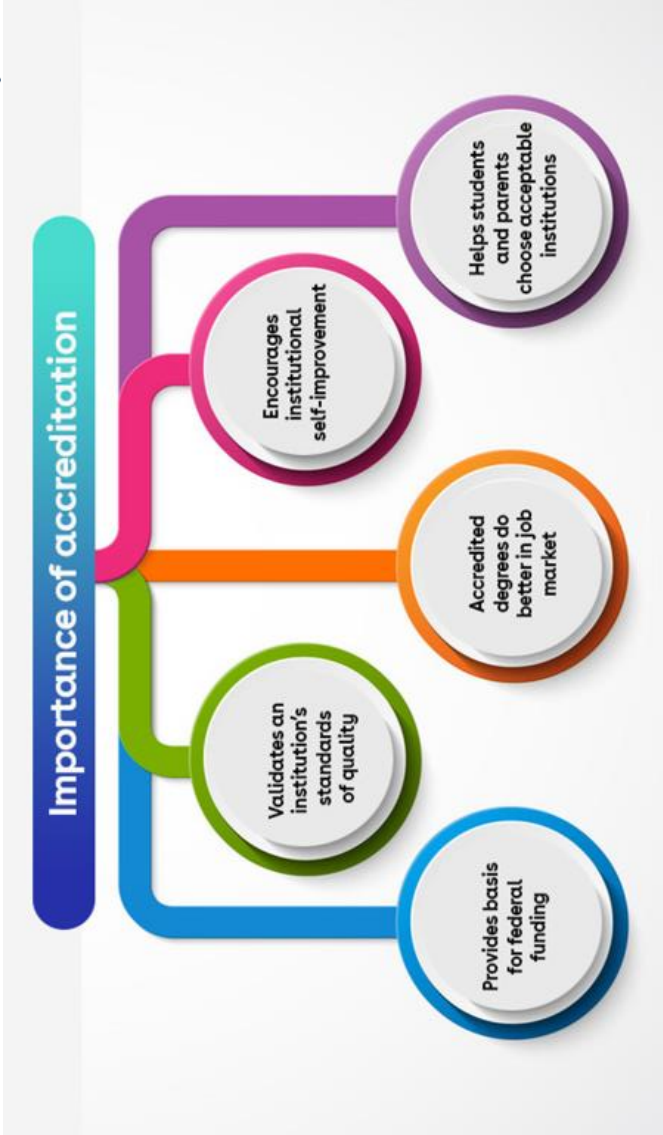 Importance of accreditation
Provides basis
for federal
funding
Validates an
institution's
standards
of quality
Accredited
degrees do
better in job
market
Encourages
institutional
self-improvement
Helps students
and parents
choose acceptable
institutions